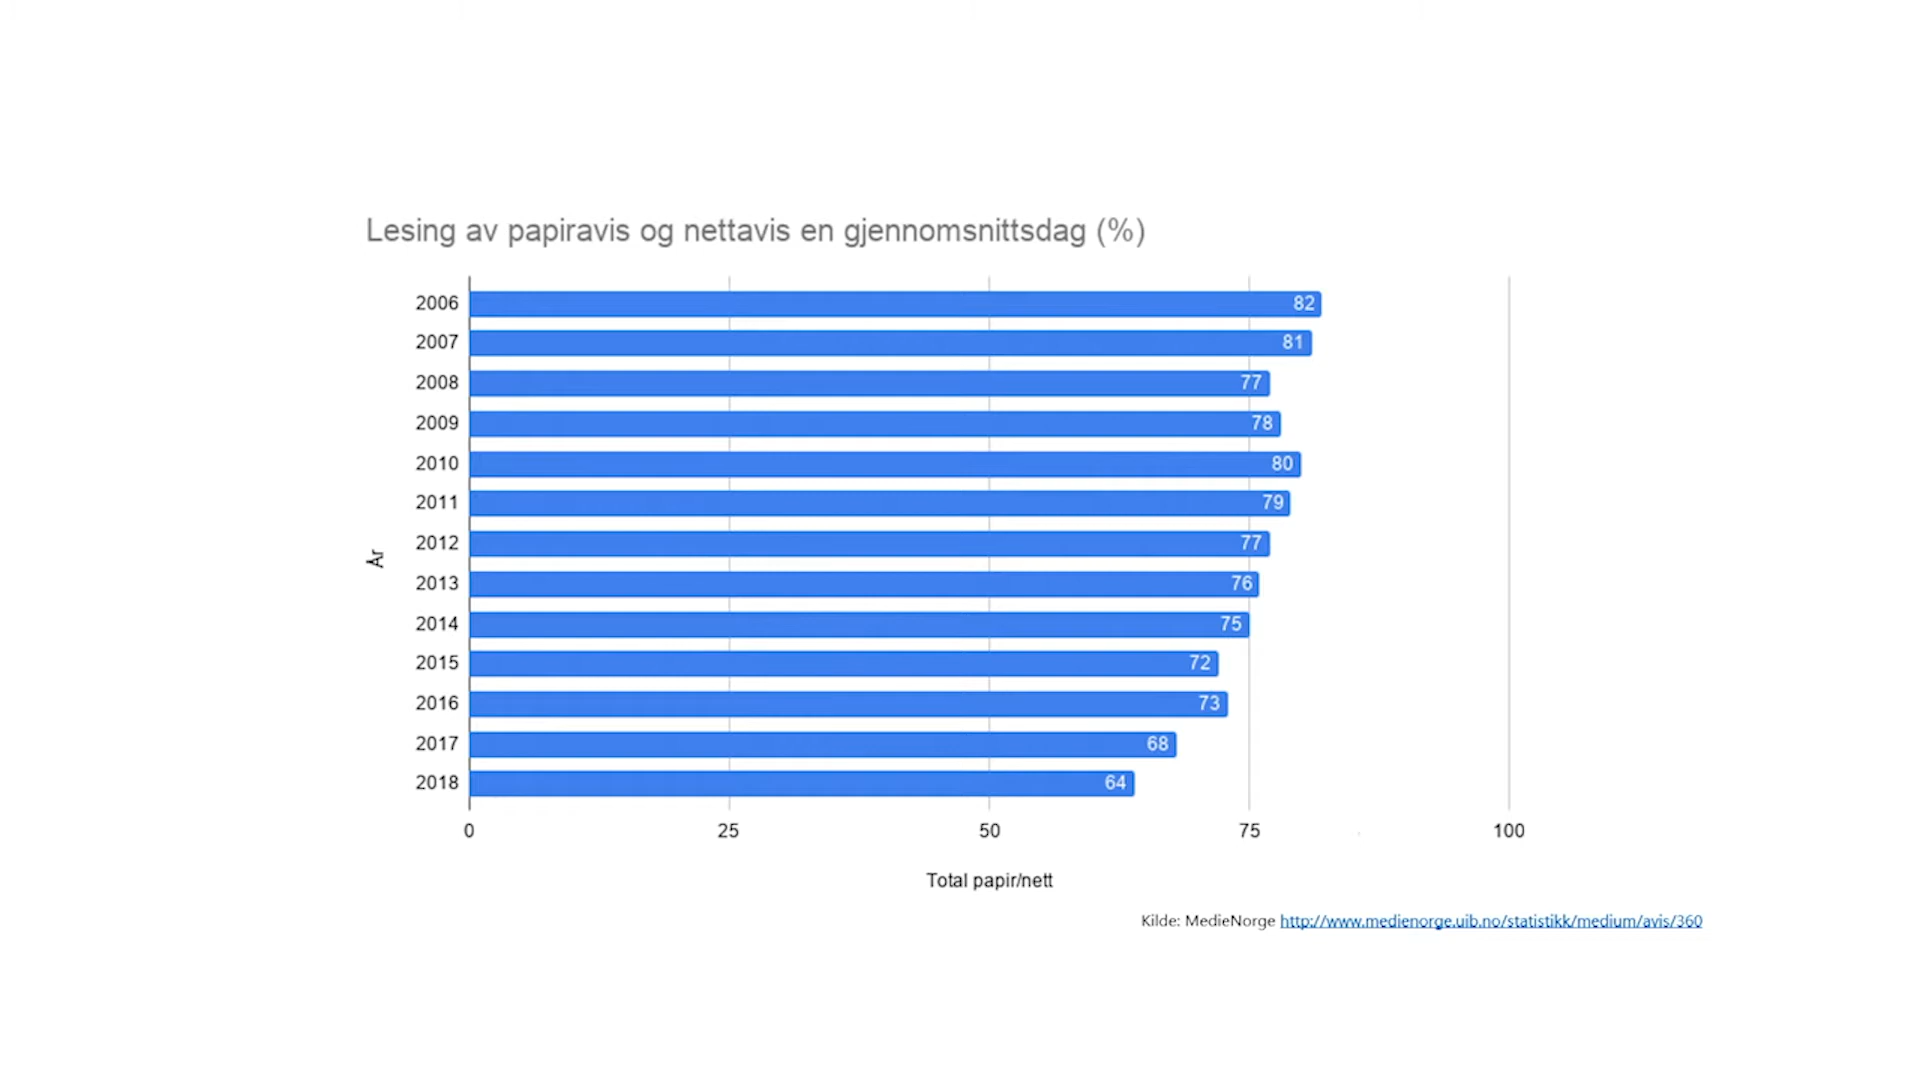 Lesing av papiravis og nettavis en gjennomsnittsdag (%)
2006 82
2007 81
2008 77
2009 78
2010 80
2011 79
2012 77
2013 76
2014 75
2015 72
2016 73
2017 68
2018 64
År
0 25 50 75 100
Total papir/nett
Kilde: MedieNorge http://www.medienorge.uib.no/statistikk/medium/avis/360